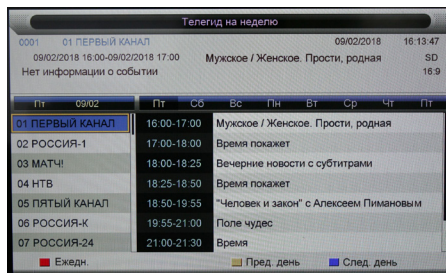 Телегид на неделю
0001 01 ПЕРВЫЙ КАНАЛ 09/02/2018 16:13:47
09/02/2018 16:00-09/02/2018 17:00 Мужское / Женское. Прости, родная SD
Нет информации о событии 16:9
Пт 09/02 Пт Сб Вс Пн Вт Ср Чт Пт
01 ПЕРВЫЙ КАНАЛ 16:00-17:00 Мужское / Женское. Прости, родная
02 РОССИЯ-1 17:00-18:00 Время покажет
03 МАТЧ! 18:00-18:25 Вечерние новости с субтитрами
04 НТВ 18:25-18:50 Время покажет
05 ПЯТЫЙ КАНАЛ 18:50-19:55 "Человек и закон" с Алексеем Пимановым
06 РОССИЯ-К 19:55-21:00 Поле чудес
07 РОССИЯ-24 21:00-21:30 Время
Ежедн. Пред. день След. день